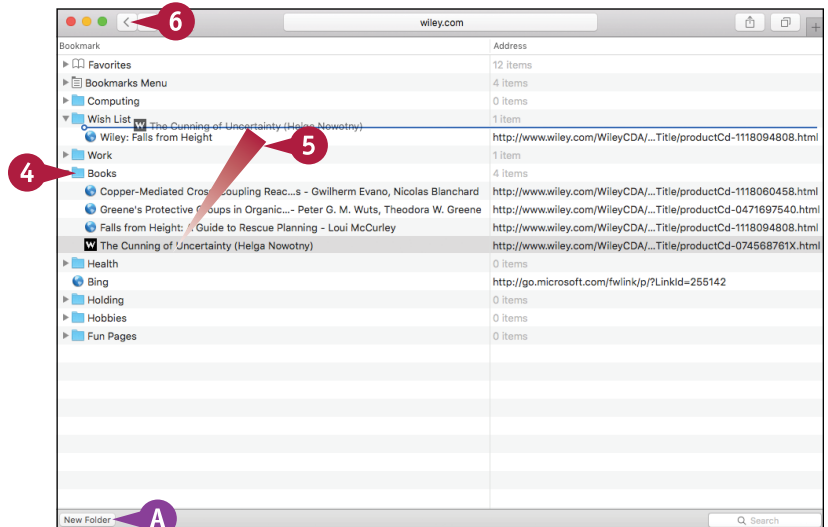 6
wiley.com
Bookmark Address
Favorites 12 items
Bookmarks Menu 4 items
Computing 0 items
Wish List 1 item
The Cunning of Uncertainty (Helga Nowotny)
Wiley: Falls from Height http://www.wiley.com/WileyCDA/...Title/productCd-1118094808.html
5
Work 1 item
4
Books 4 items
Copper-Mediated Cross-Coupling Reac...s - Gwilherm Evano, Nicolas Blanchard http://www.wiley.com/WileyCDA/...Title/productCd-1118060458.html
Greene's Protective Groups in Organic...- Peter G. M. Wuts, Theodora W. Greene http://www.wiley.com/WileyCDA/...Title/productCd-0471697540.html
Falls from Height: A Guide to Rescue Planning - Loui McCurley http://www.wiley.com/WileyCDA/...Title/productCd-1118094808.html
W The Cunning of Uncertainty (Helga Nowotny) http://www.wiley.com/WileyCDA/...Title/productCd-074568761X.html
Health 0 items
Bing http://go.microsoft.com/fwlink/p/?LinkId=255142
Holding 0 items
Hobbies 0 items
Fun Pages 0 items
New Folder A Search